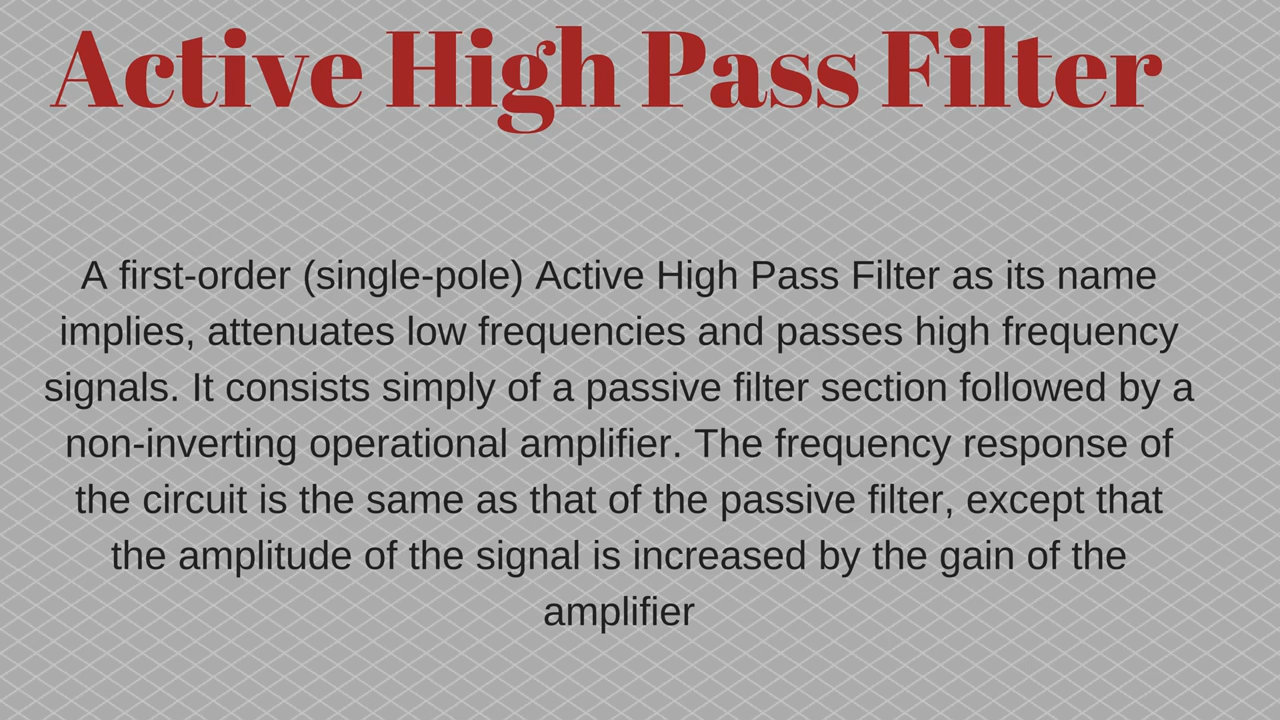 Active High Pass Filter
A first-order (single-pole) Active High Pass Filter as its name
implies, attenuates low frequencies and passes high frequency
signals. It consists simply of a passive filter section followed by a
non-inverting operational amplifier. The frequency response of
the circuit is the same as that of the passive filter, except that
the amplitude of the signal is increased by the gain of the
amplifier